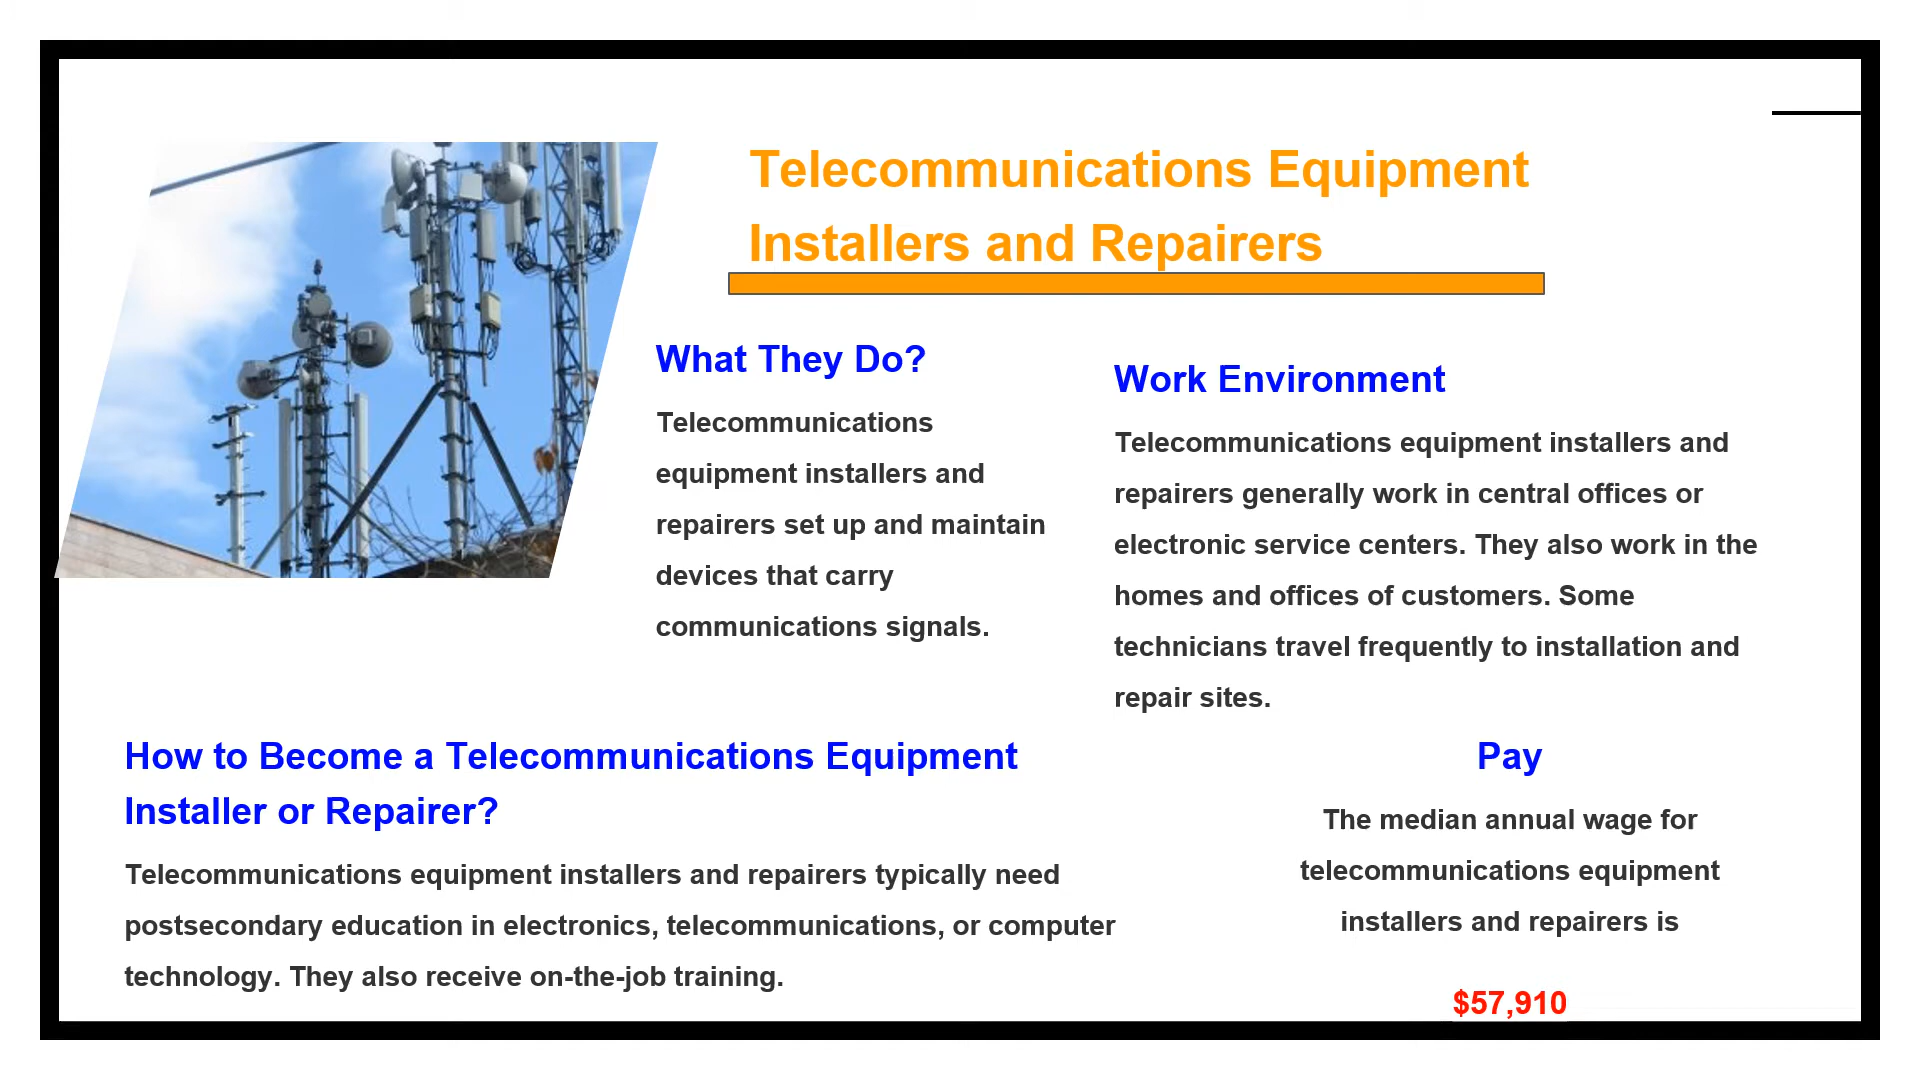 Telecommunications Equipment
Installers and Repairers
What They Do?
Telecommunications
equipment installers and
repairers set up and maintain
devices that carry
communications signals.
Work Environment
Telecommunications equipment installers and
repairers generally work in central offices or
electronic service centers. They also work in the
homes and offices of customers. Some
technicians travel frequently to installation and
repair sites.
How to Become a Telecommunications Equipment
Installer or Repairer?
Telecommunications equipment installers and repairers typically need
postsecondary education in electronics, telecommunications, or computer
technology. They also receive on-the-job training.
Pay
The median annual wage for
telecommunications equipment
installers and repairers is
$57,910